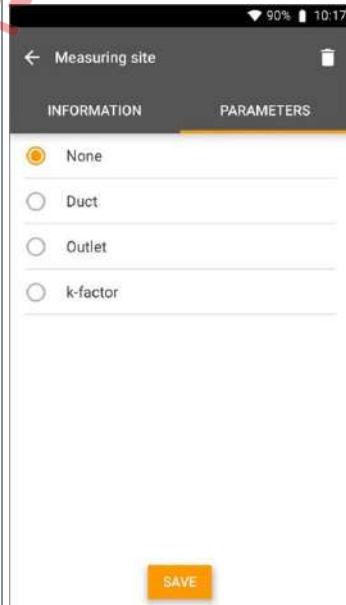 90% 10:17
Measuring site
INFORMATION PARAMETERS
None
Duct
Outlet
k-factor
SAVE